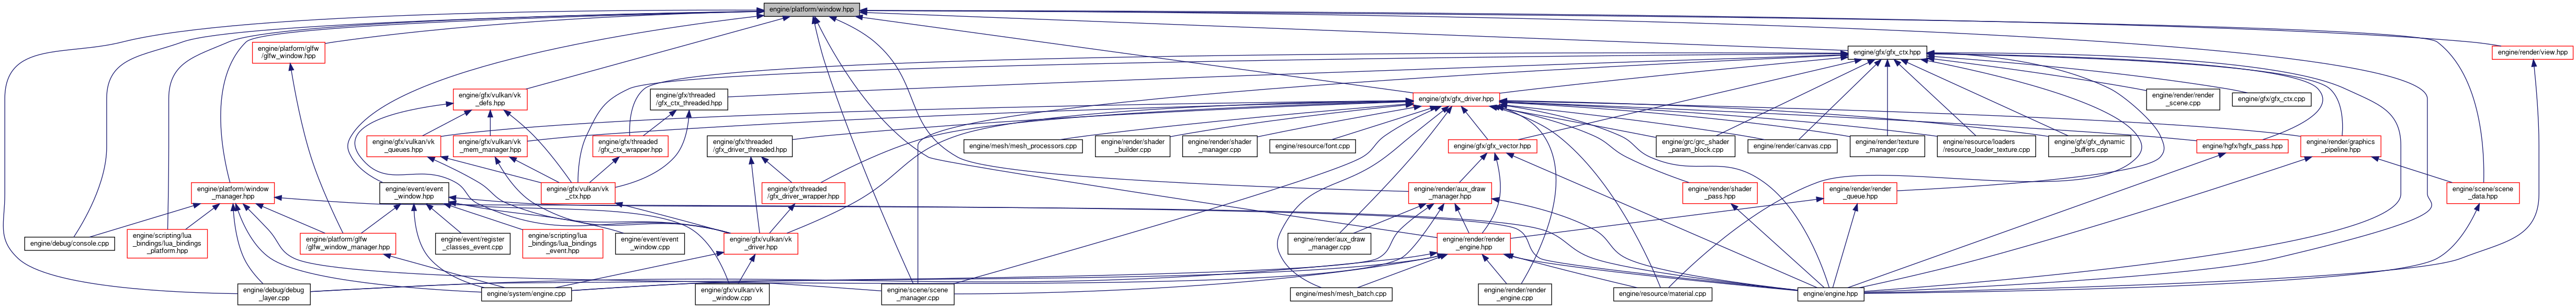 engine/platform/window.hpp
engine/platform/glfw
/glfw_window.hpp
engine/gfx/gfx_ctx.hpp
engine/render/view.hpp
engine/gfx/vulkan/vk
_defs.hpp
engine/gfx/threaded
/gfx_ctx_threaded.hpp
engine/gfx/gfx_driver.hpp
engine/render/render
_scene.cpp
engine/gfx/gfx_ctx.cpp
engine/gfx/vulkan/vk
_queues.hpp
engine/gfx/vulkan/vk
_mem_manager.hpp
engine/gfx/threaded
/gfx_ctx_wrapper.hpp
engine/gfx/threaded
/gfx_driver_threaded.hpp
engine/mesh/mesh_processors.cpp
engine/render/shader
_builder.cpp
engine/render/shader
_manager.cpp
engine/resource/font.cpp
engine/gfx/gfx_vector.hpp
engine/grc/grc_shader
_param_block.cpp
engine/render/canvas.cpp
engine/render/texture
_manager.cpp
engine/resource/loaders
/resource_loader_texture.cpp
engine/gfx/gfx_dynamic
_buffers.cpp
engine/hgfx/hgfx_pass.hpp
engine/render/graphics
_pipeline.hpp
engine/platform/window
_manager.hpp
engine/event/event
_window.hpp
engine/gfx/vulkan/vk
_ctx.hpp
engine/gfx/threaded
/gfx_driver_wrapper.hpp
engine/render/aux_draw
_manager.hpp
engine/render/shader
_pass.hpp
engine/render/render
_queue.hpp
engine/scene/scene
_data.hpp
engine/debug/console.cpp
engine/scripting/lua
_bindings/lua_bindings
_platform.hpp
engine/platform/glfw
/glfw_window_manager.hpp
engine/event/register
_classes_event.cpp
engine/scripting/lua
_bindings/lua_bindings
_event.hpp
engine/event/event
_window.cpp
engine/gfx/vulkan/vk
_driver.hpp
engine/render/aux_draw
_manager.cpp
engine/render/render
_engine.hpp
engine/debug/debug
_layer.cpp
engine/system/engine.cpp
engine/gfx/vulkan/vk
_window.cpp
engine/scene/scene
_manager.cpp
engine/mesh/mesh_batch.cpp
engine/render/render
_engine.cpp
engine/resource/material.cpp
engine/engine.hpp